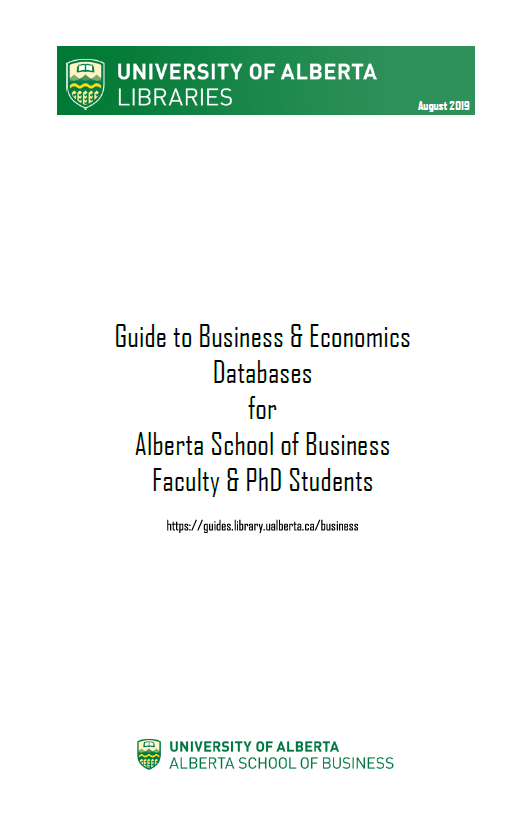 UNIVERSITY OF ALBERTA
LIBRARIES
August 2019
Guide to Business & Economics
Databases
for
Alberta School of Business
Faculty & PhD Students
https://guides.library.ualberta.ca/business
UNIVERSITY OF ALBERTA
ALBERTA SCHOOL OF BUSINESS